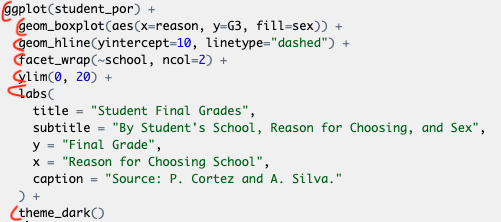 ggplot(student_por) +
  geom_boxplot(aes(x=reason, y=G3, fill=sex)) +
  geom_hline(yintercept=10, linetype="dashed") +
  facet_wrap(~school, ncol=2) +
  ylim(0, 20) +
  labs(
    title = "Student Final Grades",
    subtitle = "By Student's School, Reason for Choosing, and Sex",
    y = "Final Grade",
    x = "Reason for Choosing School",
    caption = "Source: P. Cortez and A. Silva."
  ) +
  theme_dark()